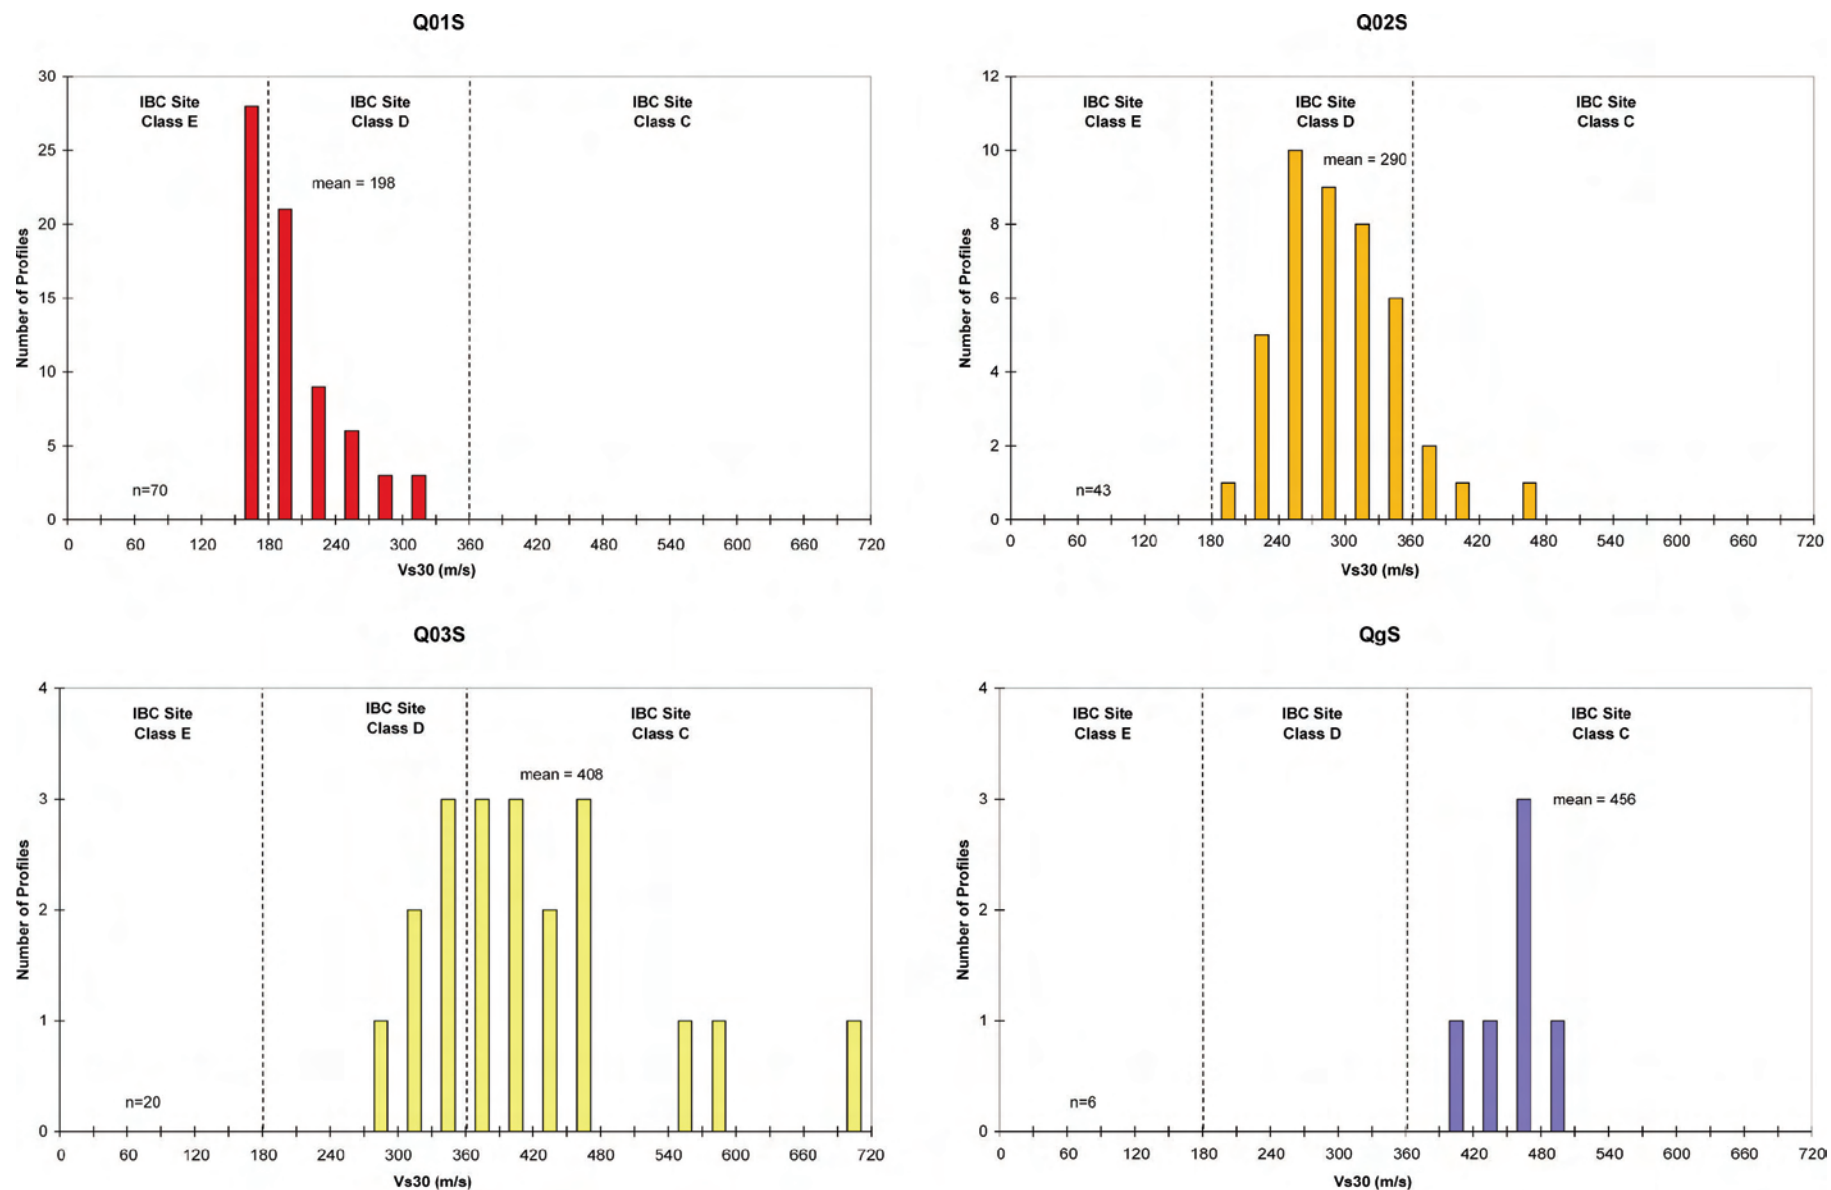 Q01S
30
25
20
15
10
5
0
Number of Profiles
IBC Site
Class E
IBC Site
Class D
IBC Site
Class C
mean = 198
n=70
0 60 120 180 240 300 360 420 480 540 600 660 720
Vs30 (m/s)
Q02S
12
10
8
6
4
2
0
Number of Profiles
IBC Site
Class E
IBC Site
Class D
IBC Site
Class C
mean = 290
n=43
0 60 120 180 240 300 360 420 480 540 600 660 720
Vs30 (m/s)
Q03S
4
3
2
1
0
Number of Profiles
IBC Site
Class E
IBC Site
Class D
IBC Site
Class C
mean = 408
n=20
0 60 120 180 240 300 360 420 480 540 600 660 720
Vs30 (m/s)
QgS
4
3
2
1
0
Number of Profiles
IBC Site
Class E
IBC Site
Class D
IBC Site
Class C
mean = 456
n=6
0 60 120 180 240 300 360 420 480 540 600 660 720
Vs30 (m/s)